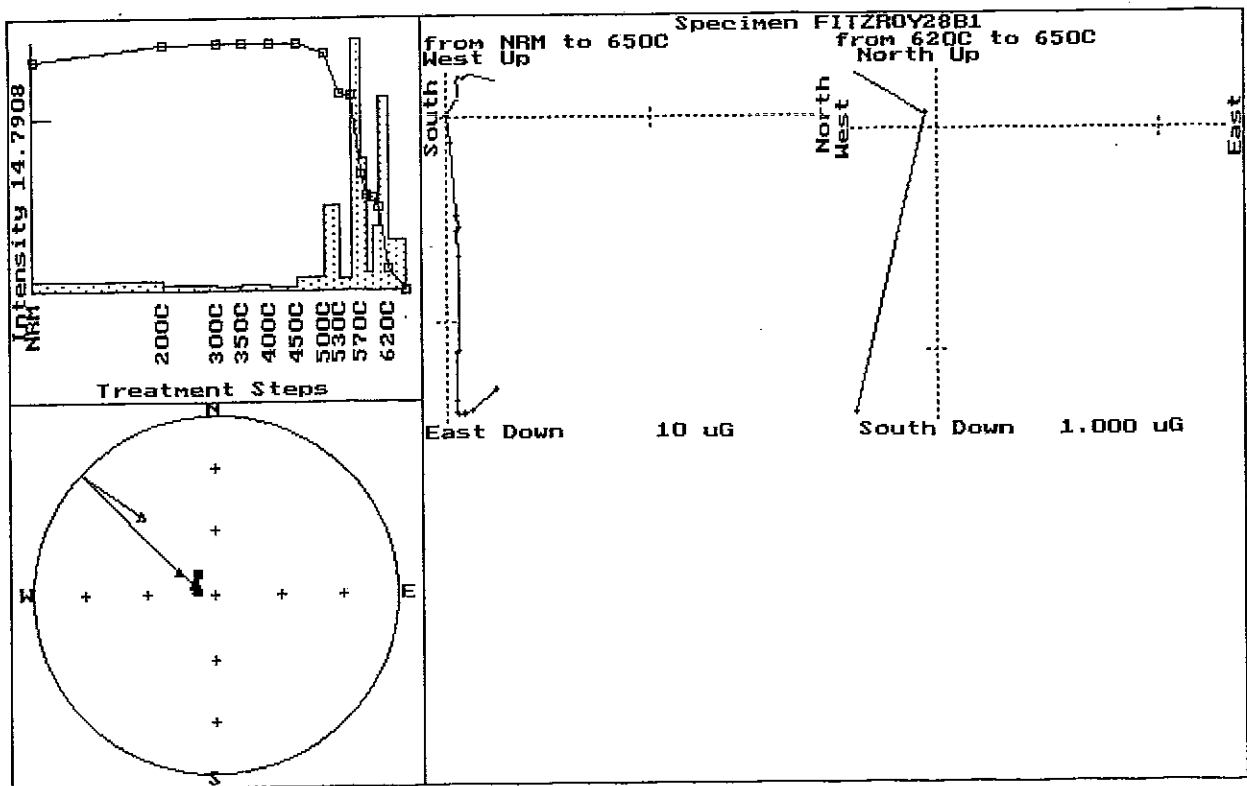 Specimen FITZROY28B1
from NRM to 650C
West Up
South
North
East Down 10 uG
from 620C to 650C
North Up
West
East
South Down 1.000 uG
Intensity 14.7908
NRM
200C
300C
350C
400C
450C
500C
530C
570C
620C
Treatment Steps
N
W
E
S